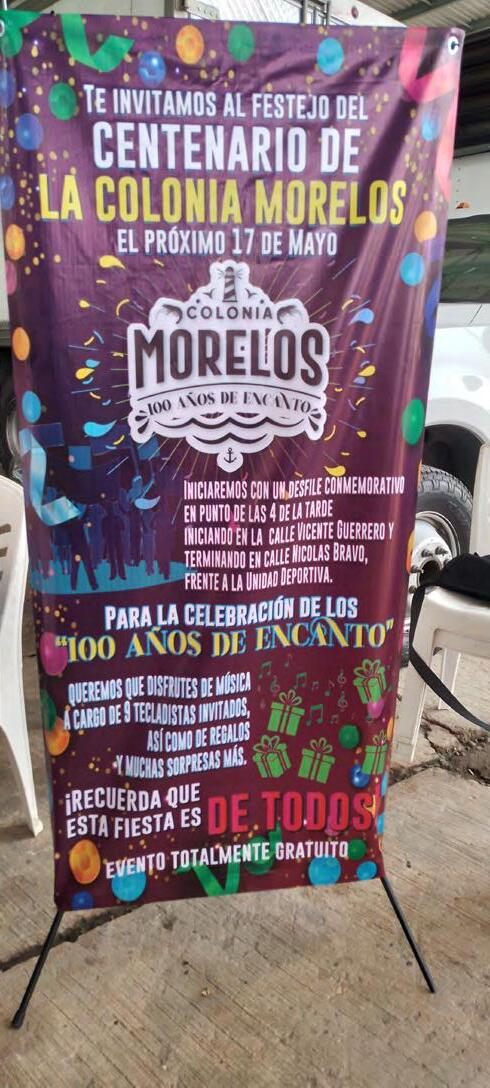 TE INVITAMOS AL FESTEJO DEL
CENTENARIO DE
LA COLONIA MORELOS
EL PRÓXIMO 17 DE MAYO
COLONIA
MORELOS
100 AÑOS DE ENCANTO
INICIAREMOS CON UN DESFILE CONMEMORATIVO
EN PUNTO DE LAS 4 DE LA TARDE
INICIANDO EN LA CALLE VICENTE GUERRERO Y
TERMINANDO EN CALLE NICOLAS BRAVO,
FRENTE A LA UNIDAD DEPORTIVA.
PARA LA CELEBRACIÓN DE LOS
"100 AÑOS DE ENCANTO"
QUEREMOS QUE DISFRUTES DE MÚSICA
A CARGO DE 9 TECLADISTAS INVITADOS,
ASÍ COMO DE REGALOS
Y MUCHAS SORPRESAS MÁS.
¡RECUERDA QUE
ESTA FIESTA ES DE TODOS!
EVENTO TOTALMENTE GRATUITO